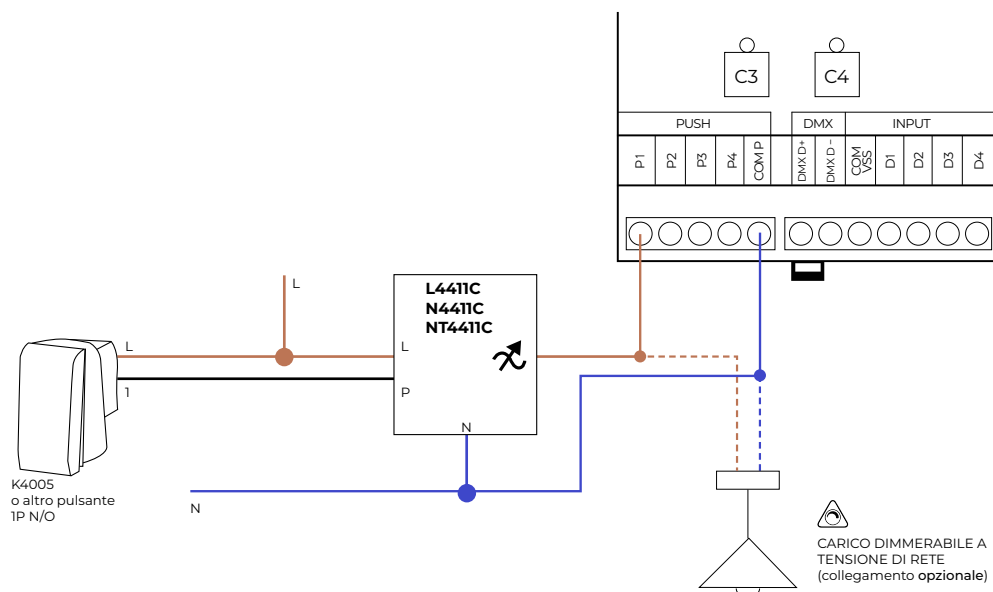 C3
C4
PUSH
DMX
INPUT
P1
P2
P3
P4
COM P
DMX D+
DMX D –
COM
VSS
D1
D2
D3
D4
L
L4411C
N4411C
NT4411C
L
L
1
P
N
K4005
o altro pulsante
1P N/O
N
CARICO DIMMERABILE A
TENSIONE DI RETE
(collegamento opzionale)